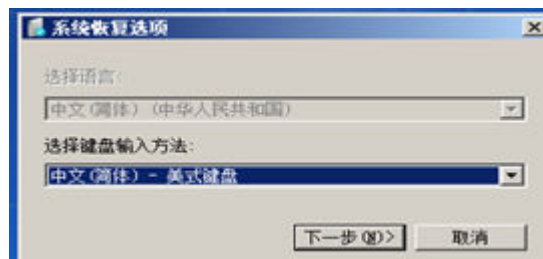 系统恢复选项
选择语言:
中文(简体) (中华人民共和国)
选择键盘输入方法:
中文(简体) - 美式键盘
下一步(N)>
取消